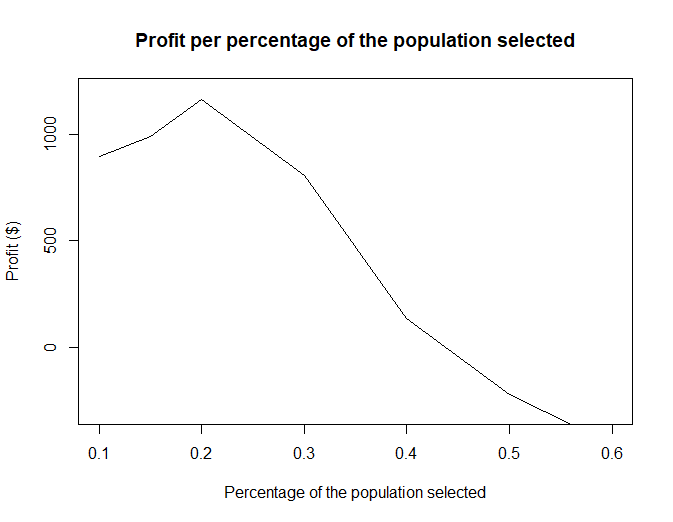 Profit per percentage of the population selected
1000
500
0
Profit ($)
0.1 0.2 0.3 0.4 0.5 0.6
Percentage of the population selected